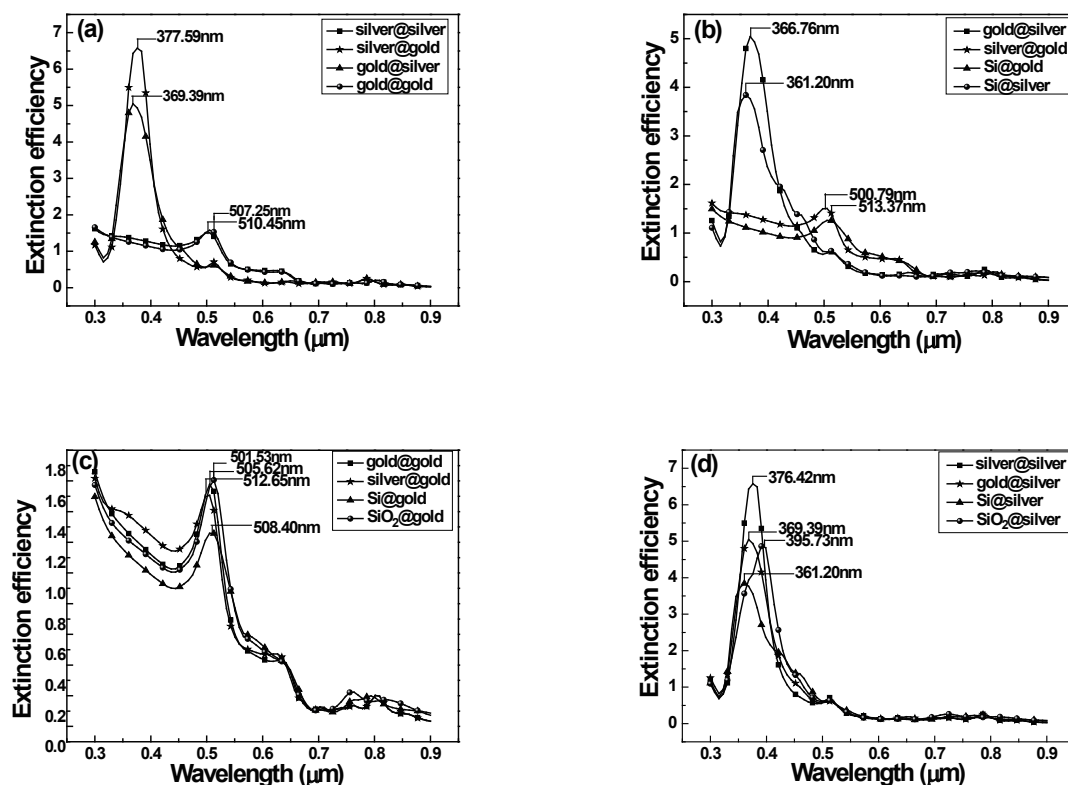 (a)
377.59nm
369.39nm
507.25nm
510.45nm
silver@silver
silver@gold
gold@silver
gold@gold
Extinction efficiency
7
6
5
4
3
2
1
0
0.3 0.4 0.5 0.6 0.7 0.8 0.9
Wavelength (μm)
(b)
366.76nm
361.20nm
500.79nm
513.37nm
gold@silver
silver@gold
Si@gold
Si@silver
Extinction efficiency
5
4
3
2
1
0
0.3 0.4 0.5 0.6 0.7 0.8 0.9
Wavelength (μm)
(c)
501.53nm
505.62nm
512.65nm
508.40nm
gold@gold
silver@gold
Si@gold
SiO₂@gold
Extinction efficiency
1.8
1.6
1.4
1.2
1.0
0.8
0.6
0.4
0.2
0.0
0.3 0.4 0.5 0.6 0.7 0.8 0.9
Wavelength (μm)
(d)
376.42nm
369.39nm
395.73nm
361.20nm
silver@silver
gold@silver
Si@silver
SiO₂@silver
Extinction efficiency
7
6
5
4
3
2
1
0
0.3 0.4 0.5 0.6 0.7 0.8 0.9
Wavelength (μm)